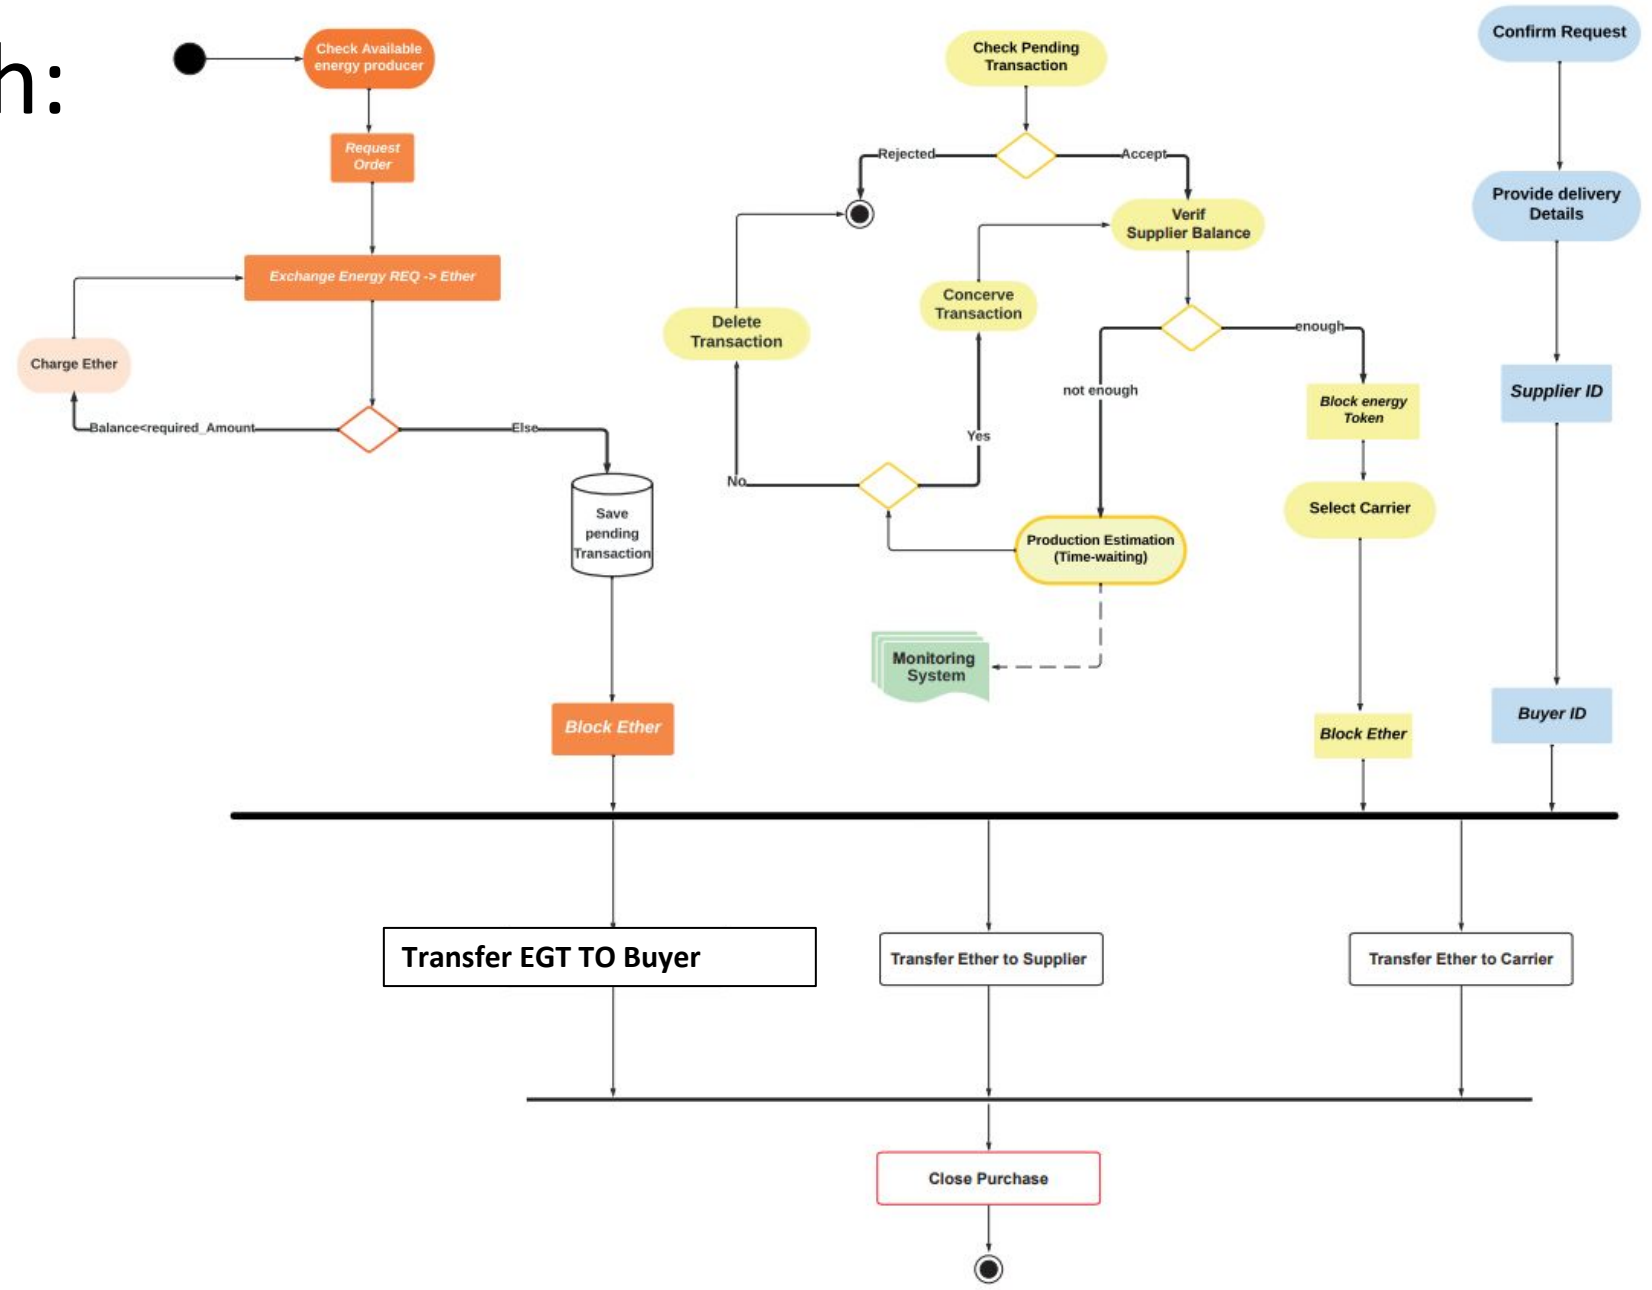 h:
Check Available
energy producer
Request
Order
Exchange Energy REQ -> Ether
Charge Ether
Balance<required_Amount
Else
Save
pending
Transaction
Block Ether
Check Pending
Transaction
Rejected
Accept
Verif
Supplier Balance
Concerve
Transaction
Delete
Transaction
enough
not enough
Yes
No
Block energy
Token
Select Carrier
Production Estimation
(Time-waiting)
Monitoring
System
Block Ether
Confirm Request
Provide delivery
Details
Supplier ID
Buyer ID
Transfer EGT TO Buyer
Transfer Ether to Supplier
Transfer Ether to Carrier
Close Purchase